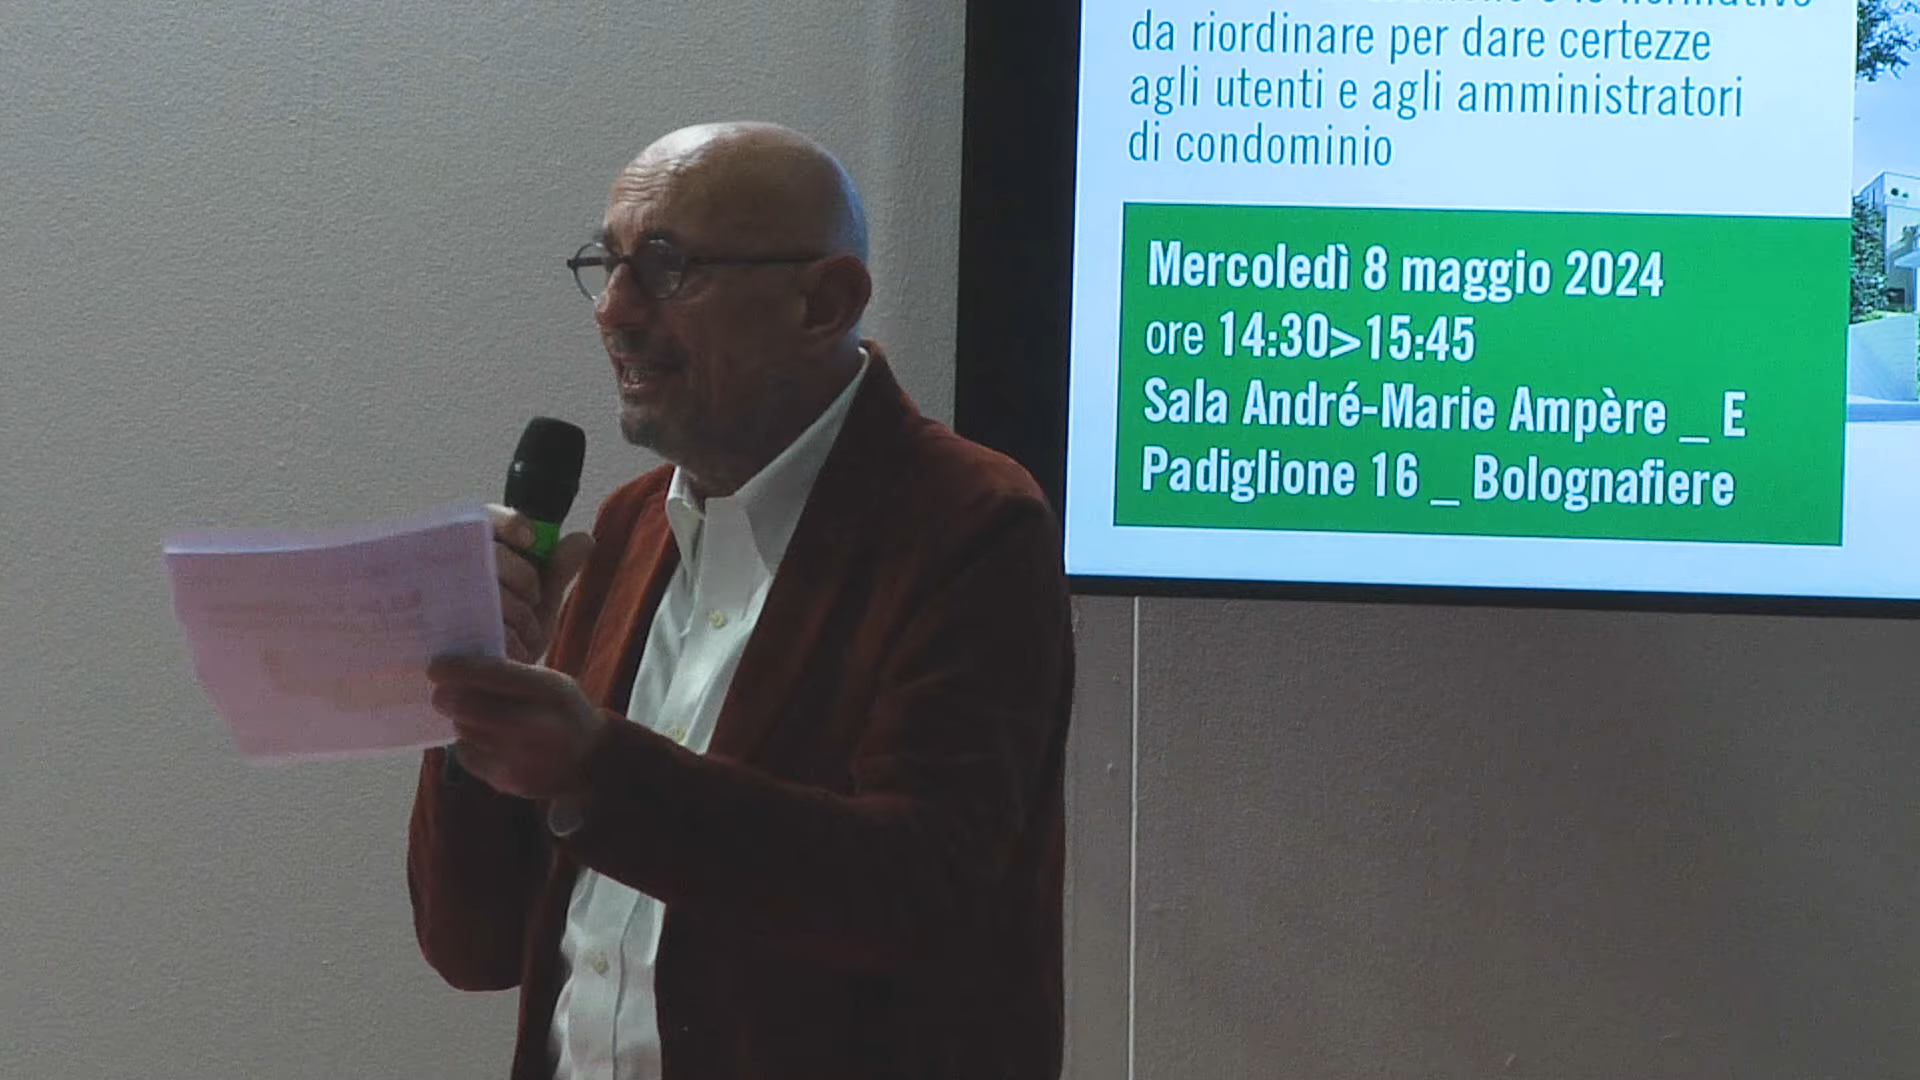 da riordinare per dare certezze
agli utenti e agli amministratori
di condominio
Mercoledì 8 maggio 2024
ore 14:30>15:45
Sala André-Marie Ampère _ E
Padiglione 16 _ Bolognafiere